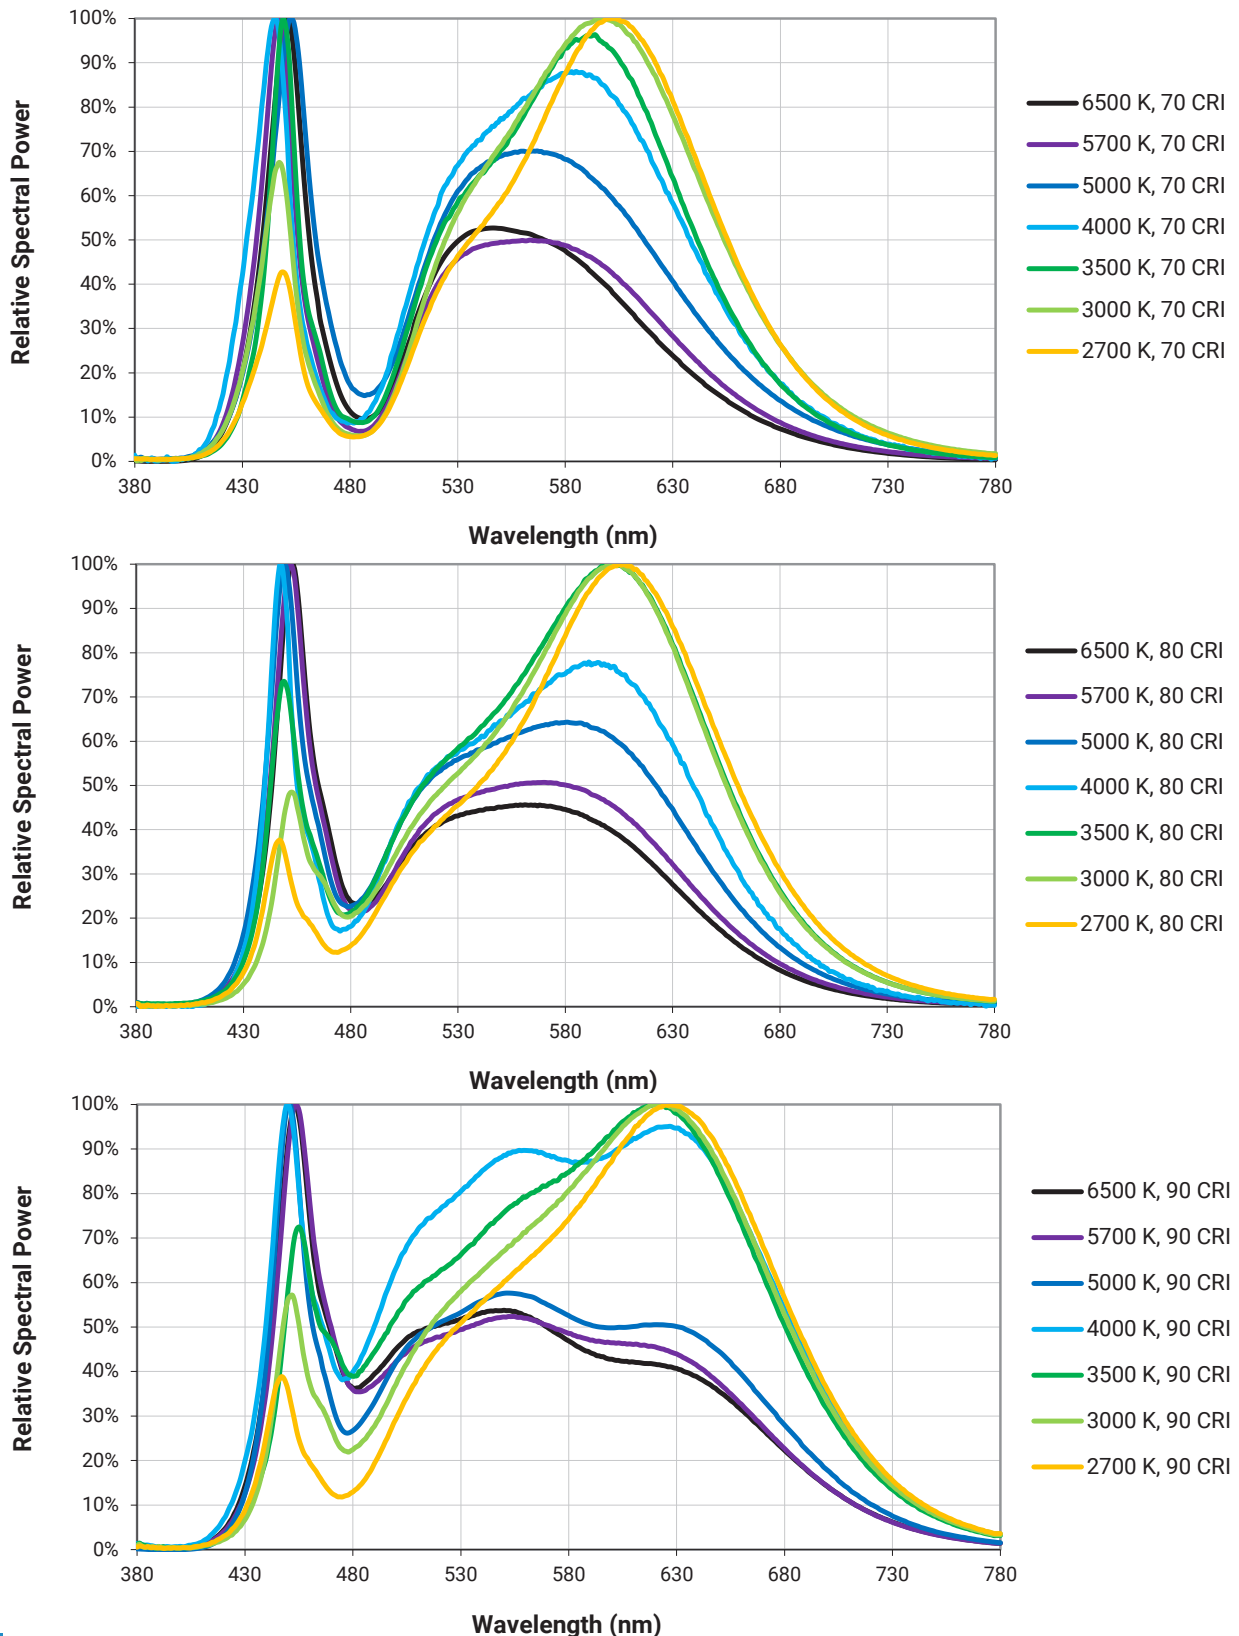 Relative Spectral Power
100%
90%
80%
70%
60%
50%
40%
30%
20%
10%
0%
380 430 480 530 580 630 680 730 780
Wavelength (nm)
6500 K, 70 CRI
5700 K, 70 CRI
5000 K, 70 CRI
4000 K, 70 CRI
3500 K, 70 CRI
3000 K, 70 CRI
2700 K, 70 CRI
Relative Spectral Power
100%
90%
80%
70%
60%
50%
40%
30%
20%
10%
0%
380 430 480 530 580 630 680 730 780
Wavelength (nm)
6500 K, 80 CRI
5700 K, 80 CRI
5000 K, 80 CRI
4000 K, 80 CRI
3500 K, 80 CRI
3000 K, 80 CRI
2700 K, 80 CRI
Relative Spectral Power
100%
90%
80%
70%
60%
50%
40%
30%
20%
10%
0%
380 430 480 530 580 630 680 730 780
Wavelength (nm)
6500 K, 90 CRI
5700 K, 90 CRI
5000 K, 90 CRI
4000 K, 90 CRI
3500 K, 90 CRI
3000 K, 90 CRI
2700 K, 90 CRI